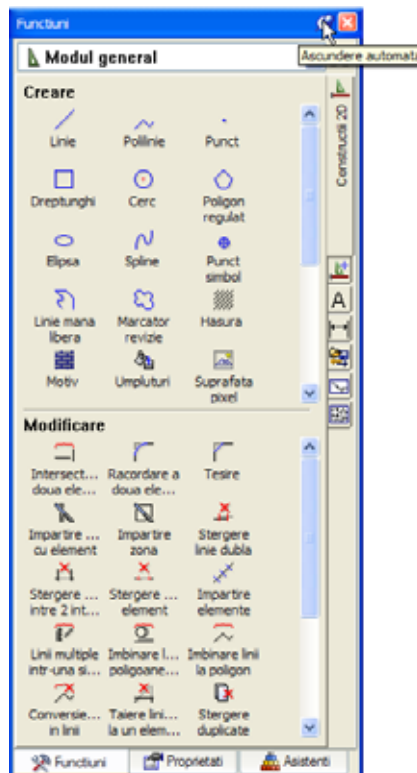 Functiuni
Modul general
Ascundere automata
Constructii 2D
Creare
Linie
Polilinie
Punct
Dreptunghi
Cerc
Poligon
regulat
Elipsa
Spline
Punct
simbol
Linie mana
libera
Marcator
revizie
Hasura
Motiv
Umpluturi
Suprafata
pixel
A
Modificare
Intersect...
doua ele...
Racordare a
doua ele...
Tesire
Impartire ...
cu element
Impartire
zona
Stergere
linie dubla
Stergere ...
intre 2 int...
Stergere ...
element
Impartire
elemente
Linii multiple
intr-una si...
Imbinare l...
poligoane...
Imbinare linii
la poligon
Conversie...
in linii
Taiere lini...
la un elem...
Stergere
duplicate
Functiuni
Proprietati
Asistenti